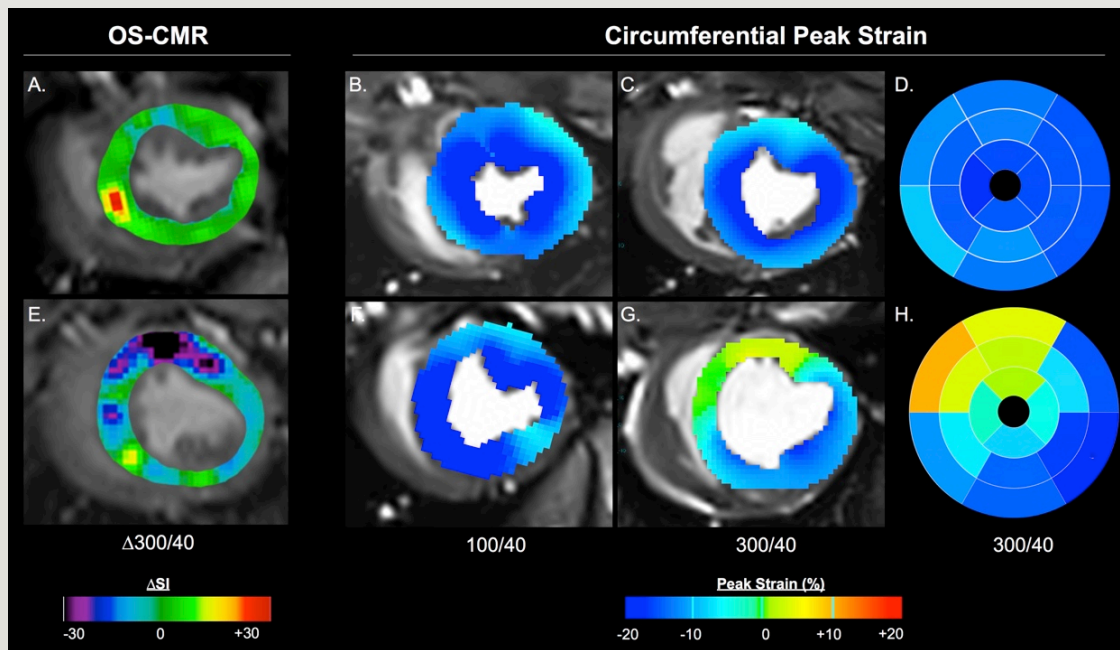 OS-CMR
Circumferential Peak Strain
A.
B.
C.
D.
E.
F.
G.
H.
Δ300/40
100/40
300/40
300/40
ΔSI
-30 0 +30
Peak Strain (%)
-20 -10 0 +10 +20